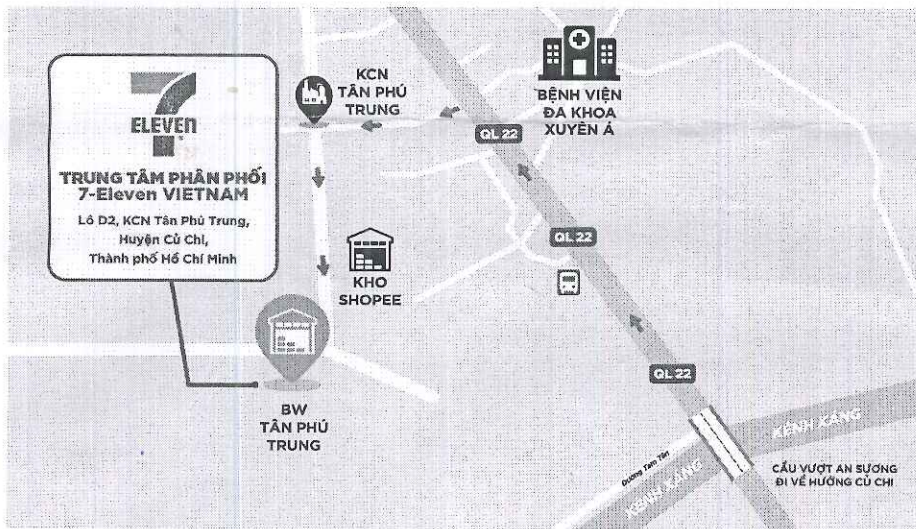 7
ELEVEN
TRUNG TÂM PHÂN PHỐI
7-Eleven VIETNAM
Lô D2, KCN Tân Phú Trung,
Huyện Củ Chi,
Thành phố Hồ Chí Minh
KCN
TÂN PHÚ
TRUNG
BỆNH VIỆN
ĐA KHOA
XUYÊN Á
QL 22
QL 22
KHO
SHOPEE
QL 22
BW
TÂN PHÚ
TRUNG
KÊNH XÁNG
Đường Tam Tân
KÊNH XÁNG
CẦU VƯỢT AN SƯƠNG
ĐI VỀ HƯỚNG CỦ CHI